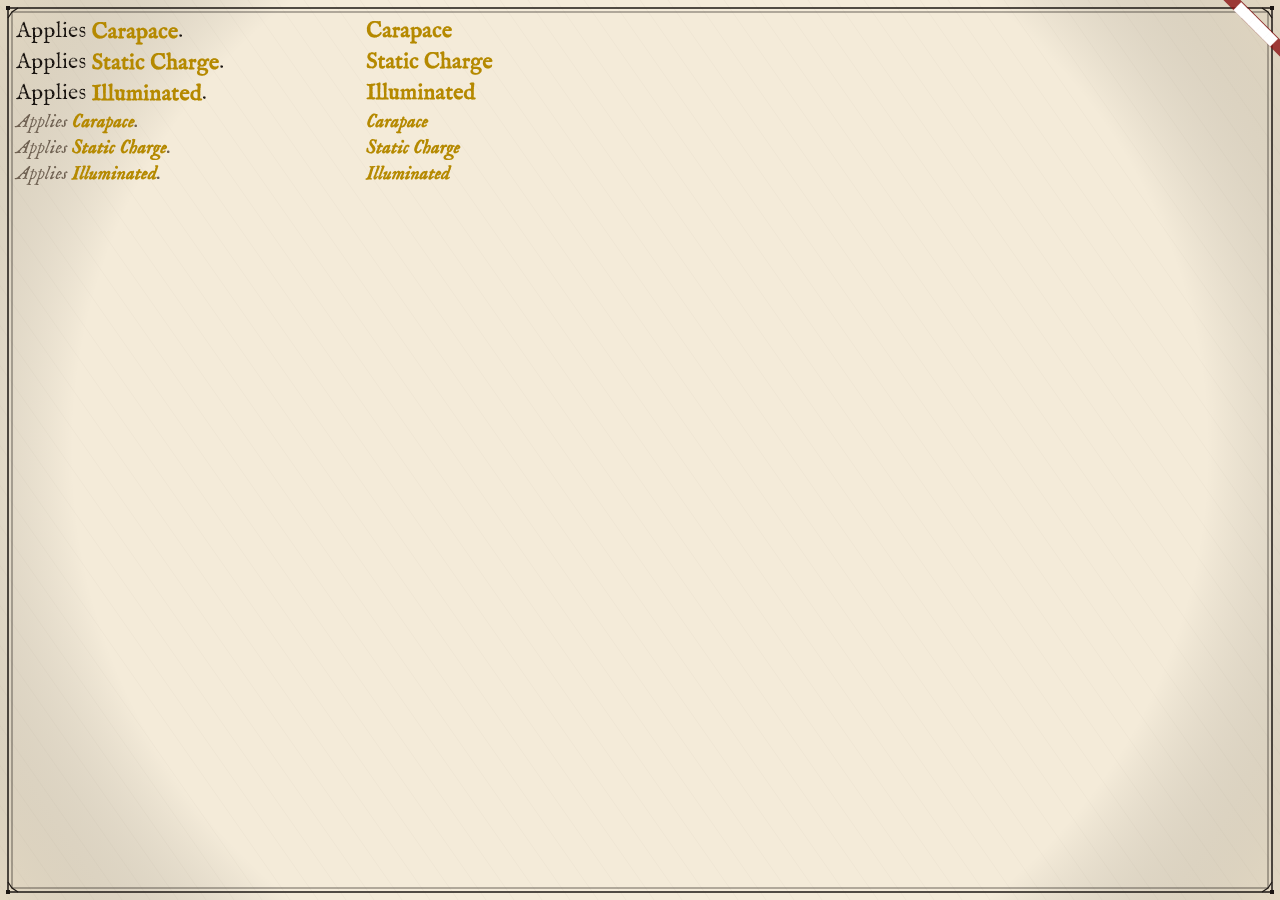 Applies Carapace.
Carapace
Applies Static Charge.
Static Charge
Applies Illuminated.
Illuminated
Applies Carapace.
Carapace
Applies Static Charge.
Static Charge
Applies Illuminated.
Illuminated